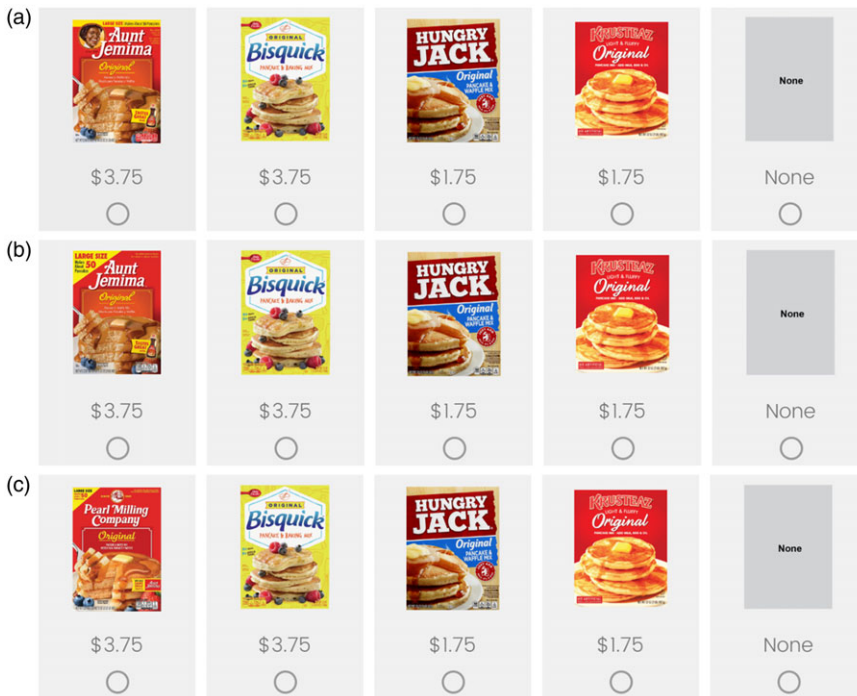 (a)
LARGE SIZE
Aunt
Jemima
Original
ORIGINAL
Bisquick
PANCAKE & BAKING MIX
HUNGRY
JACK
Original
PANCAKE &
WAFFLE MIX
KRUSTEAZ
LIGHT & FLUFFY
Original
None
$3.75
$3.75
$1.75
$1.75
None
(b)
LARGE SIZE
50
Aunt
Jemima
Original
ORIGINAL
Bisquick
PANCAKE & BAKING MIX
HUNGRY
JACK
Original
PANCAKE &
WAFFLE MIX
KRUSTEAZ
LIGHT & FLUFFY
Original
None
$3.75
$3.75
$1.75
$1.75
None
(c)
LARGE SIZE
50
Pearl Milling
Company
Original
ORIGINAL
Bisquick
PANCAKE & BAKING MIX
HUNGRY
JACK
Original
PANCAKE &
WAFFLE MIX
KRUSTEAZ
LIGHT & FLUFFY
Original
None
$3.75
$3.75
$1.75
$1.75
None